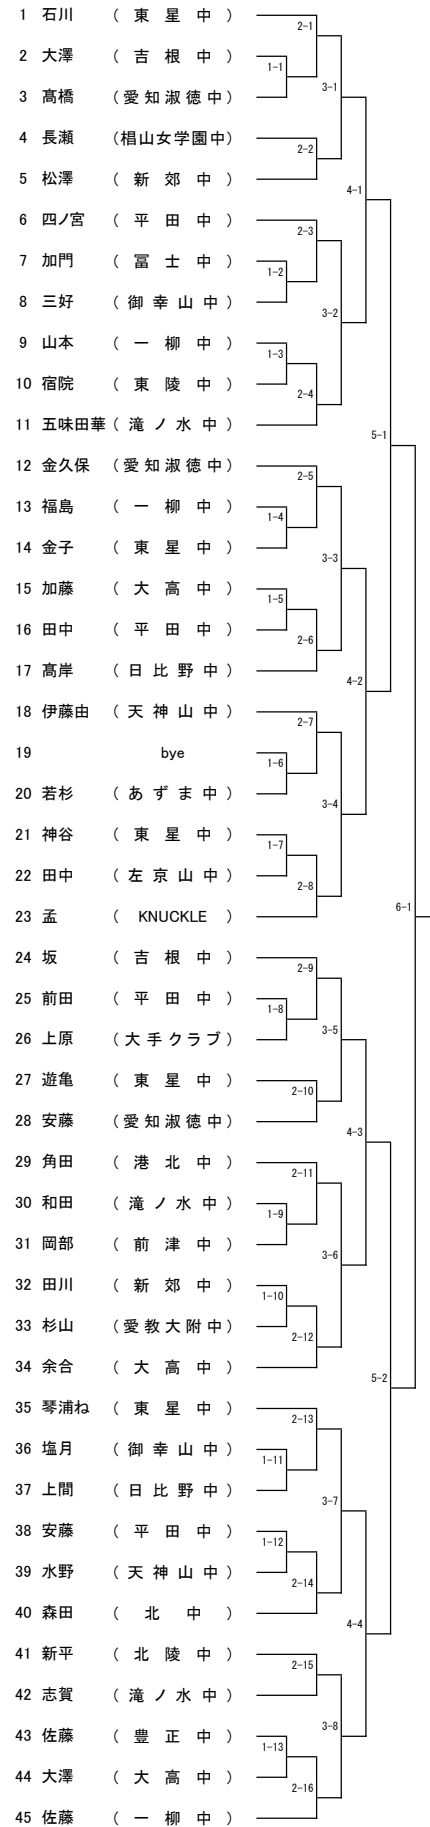 1 石川 ( 東 星 中 )
2-1
2 大澤 ( 吉 根 中 )
1-1
3 髙橋 ( 愛 知 淑 徳 中 )
3-1
4 長瀬 ( 椙 山 女 学 園 中 )
2-2
5 松澤 ( 新 郊 中 )
4-1
6 四ノ宮 ( 平 田 中 )
2-3
7 加門 ( 冨 士 中 )
1-2
8 三好 ( 御 幸 山 中 )
3-2
9 山本 ( 一 柳 中 )
1-3
10 宿院 ( 東 陵 中 )
2-4
11 五味田華 ( 滝 ノ 水 中 )
5-1
12 金久保 ( 愛 知 淑 徳 中 )
2-5
13 福島 ( 一 柳 中 )
1-4
14 金子 ( 東 星 中 )
3-3
15 加藤 ( 大 高 中 )
1-5
16 田中 ( 平 田 中 )
2-6
17 髙岸 ( 日 比 野 中 )
4-2
18 伊藤由 ( 天 神 山 中 )
2-7
19 bye
1-6
20 若杉 ( あ ず ま 中 )
3-4
21 神谷 ( 東 星 中 )
1-7
22 田中 ( 左 京 山 中 )
2-8
23 孟 ( KNUCKLE )
6-1
24 坂 ( 吉 根 中 )
2-9
25 前田 ( 平 田 中 )
1-8
26 上原 ( 大 手 ク ラ ブ )
3-5
27 遊亀 ( 東 星 中 )
2-10
28 安藤 ( 愛 知 淑 徳 中 )
4-3
29 角田 ( 港 北 中 )
2-11
30 和田 ( 滝 ノ 水 中 )
1-9
31 岡部 ( 前 津 中 )
3-6
32 田川 ( 新 郊 中 )
1-10
33 杉山 ( 愛 教 大 附 中 )
2-12
34 余合 ( 大 高 中 )
5-2
35 琴浦ね ( 東 星 中 )
2-13
36 塩月 ( 御 幸 山 中 )
1-11
37 上間 ( 日 比 野 中 )
3-7
38 安藤 ( 平 田 中 )
1-12
39 水野 ( 天 神 山 中 )
2-14
40 森田 ( 北 中 )
4-4
41 新平 ( 北 陵 中 )
2-15
42 志賀 ( 滝 ノ 水 中 )
3-8
43 佐藤 ( 豊 正 中 )
1-13
44 大澤 ( 大 高 中 )
2-16
45 佐藤 ( 一 柳 中 )